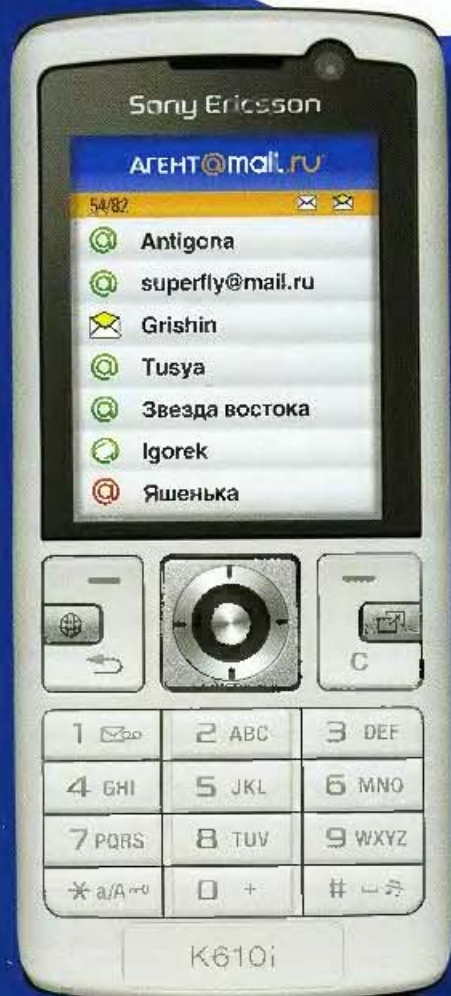 Sony Ericsson
агент@mail.ru
54/82
Antigona
superfly@mail.ru
Grishin
Tusya
Звезда востока
Igorek
Яшенька
C
1 2 ABC 3 DEF
4 GHI 5 JKL 6 MNO
7 PQRS 8 TUV 9 WXYZ
* a/A 0 + #
K610i